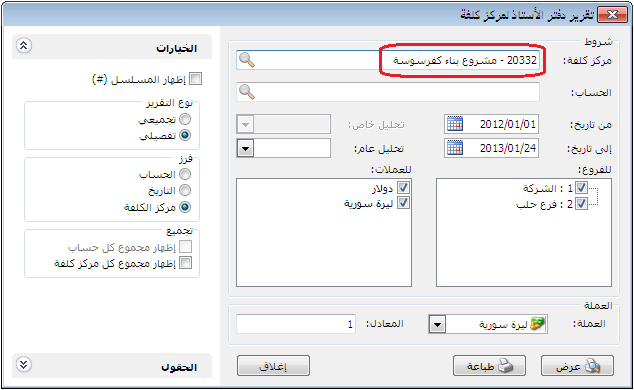 تقرير دفتر الأستاذ لمركز كلفة
شروط
مركز كلفة: 20332 - مشروع بناء كفرسوسة
الحساب:
من تاريخ: 2012/01/01 تحليل خاص:
إلى تاريخ: 2013/01/24 تحليل عام:
للفروع:
1 : الشركة
2 : فرع حلب
للعملات:
دولار
ليرة سورية
العملة
العملة: ليرة سورية المعادل: 1
عرض
طباعة
إغلاق
الخيارات
إظهار المسلسل (#)
نوع التقرير
تجميعي
تفصيلي
فرز
الحساب
التاريخ
مركز الكلفة
تجميع
إظهار مجموع كل حساب
إظهار مجموع كل مركز كلفة
الحقول